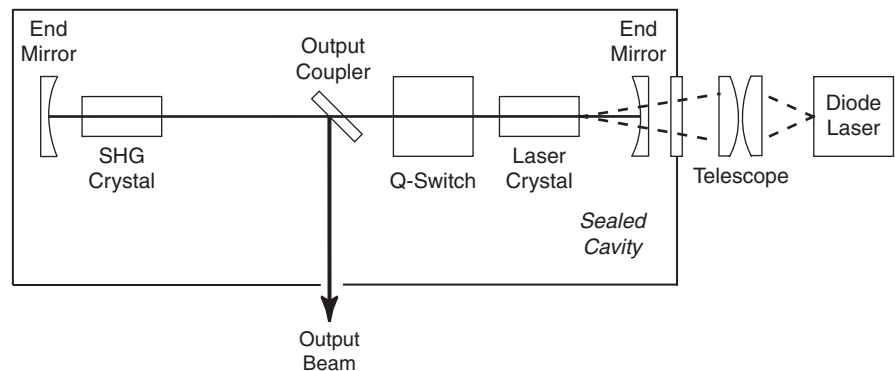 End
Mirror
Output
Coupler
End
Mirror
Diode
Laser
SHG
Crystal
Q-Switch
Laser
Crystal
Telescope
Sealed
Cavity
Output
Beam